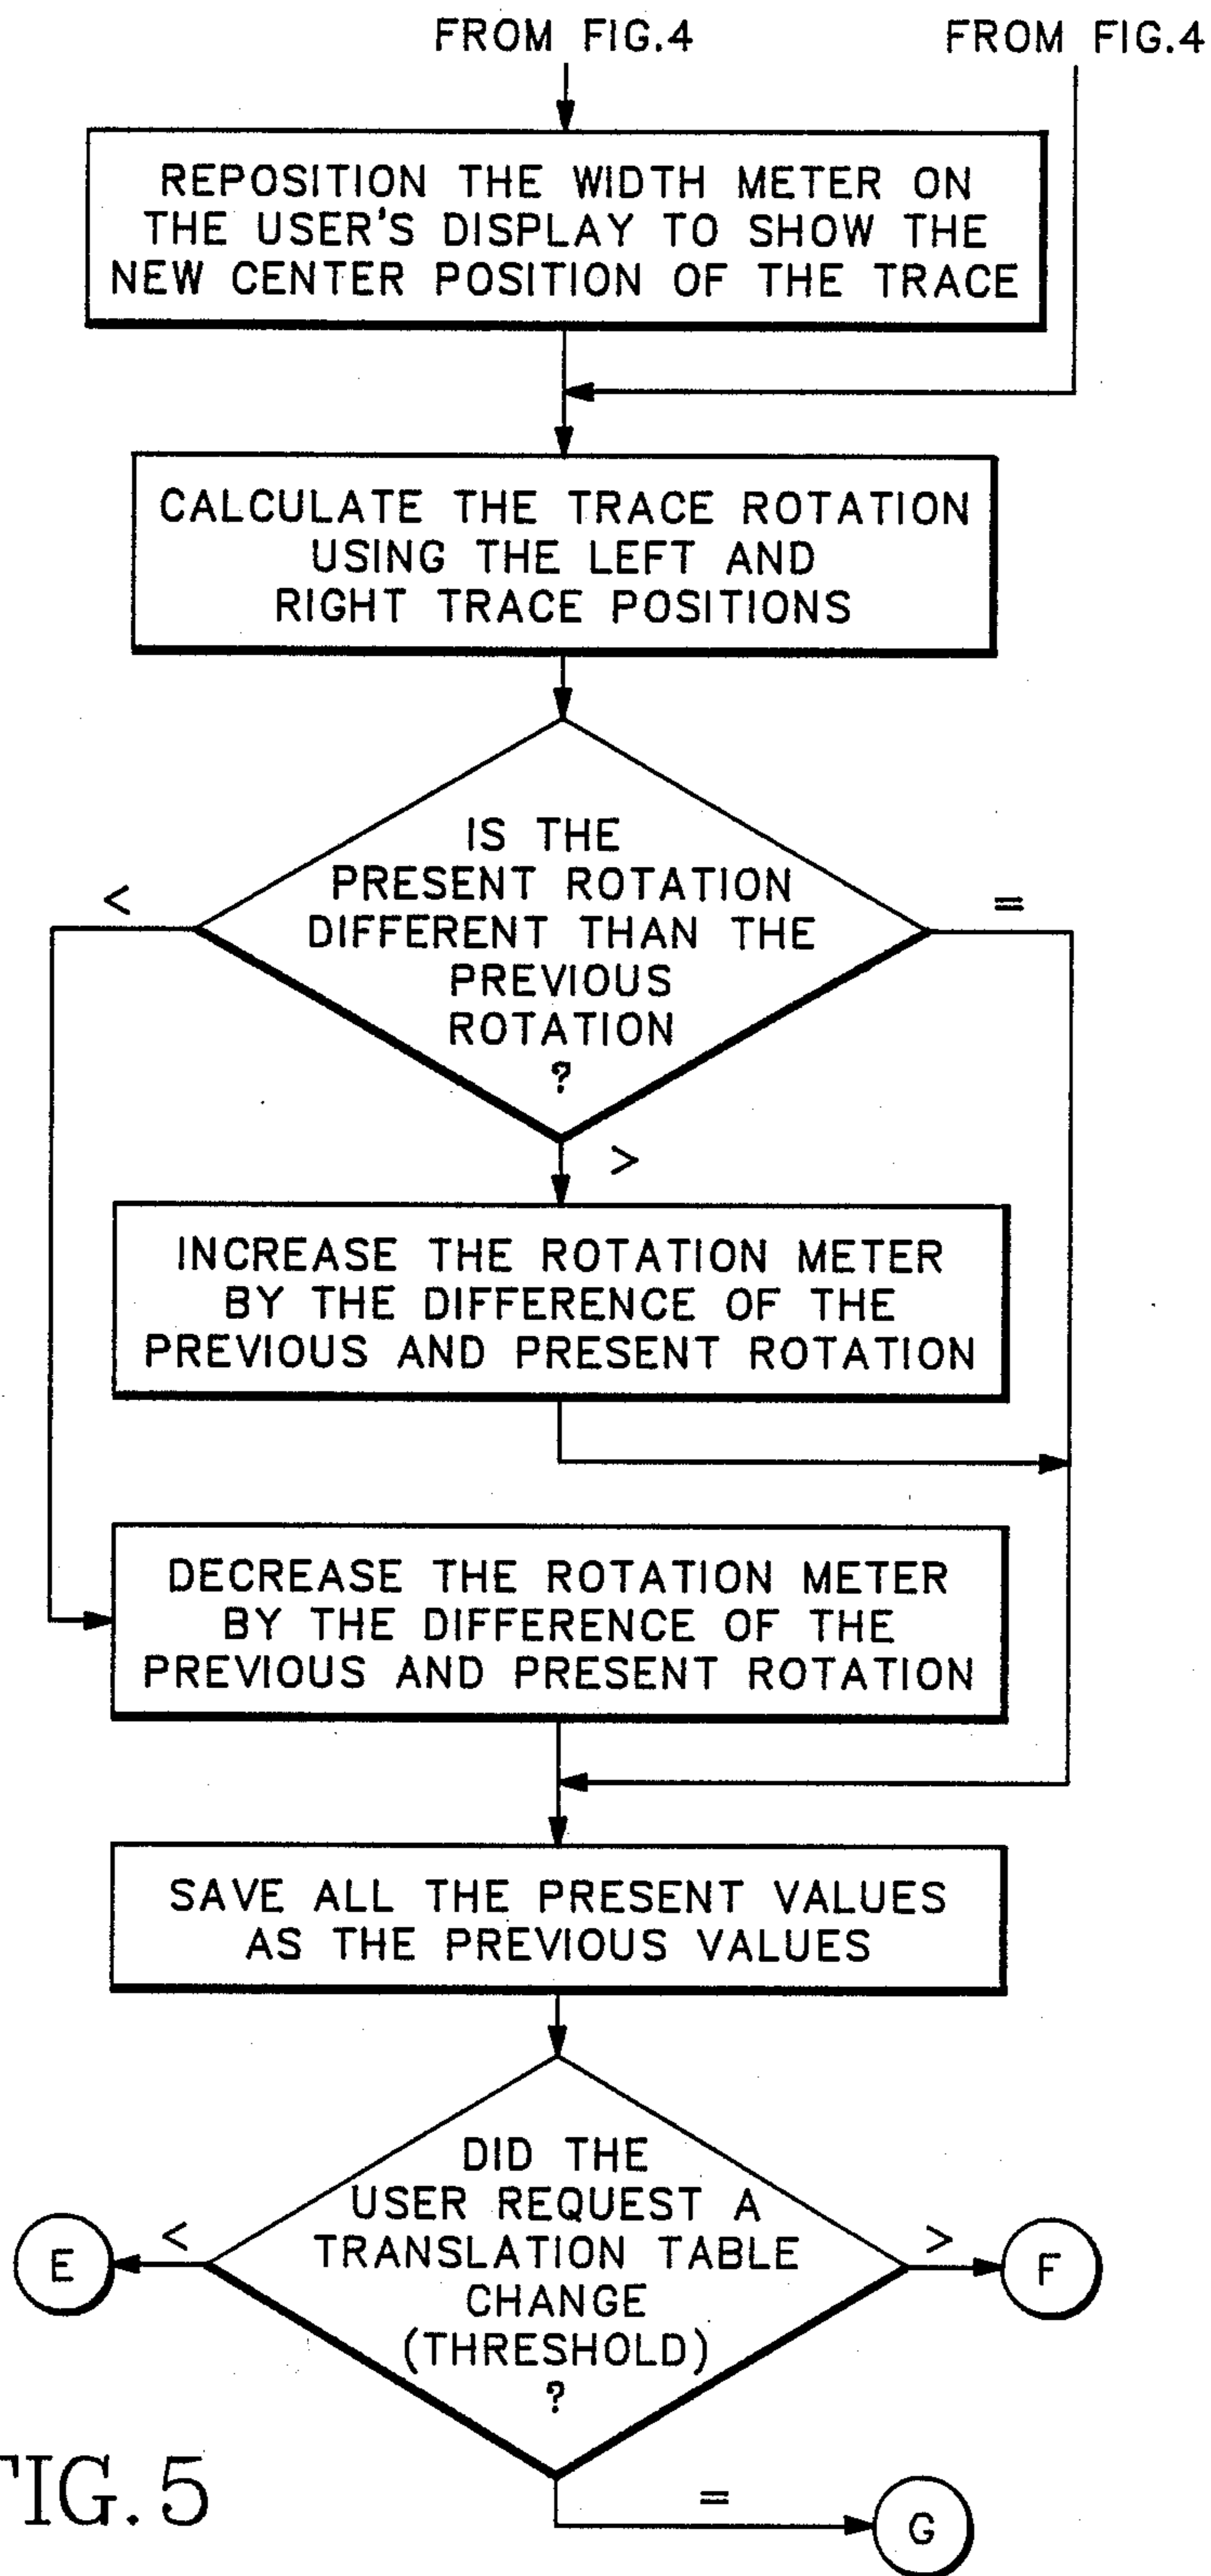 FROM FIG.4
FROM FIG.4
REPOSITION THE WIDTH METER ON
THE USER'S DISPLAY TO SHOW THE
NEW CENTER POSITION OF THE TRACE
CALCULATE THE TRACE ROTATION
USING THE LEFT AND
RIGHT TRACE POSITIONS
IS THE
PRESENT ROTATION
DIFFERENT THAN THE
PREVIOUS
ROTATION
?
<
=
>
INCREASE THE ROTATION METER
BY THE DIFFERENCE OF THE
PREVIOUS AND PRESENT ROTATION
DECREASE THE ROTATION METER
BY THE DIFFERENCE OF THE
PREVIOUS AND PRESENT ROTATION
SAVE ALL THE PRESENT VALUES
AS THE PREVIOUS VALUES
DID THE
USER REQUEST A
TRANSLATION TABLE
CHANGE
(THRESHOLD)
?
<
E
>
F
=
G
FIG. 5